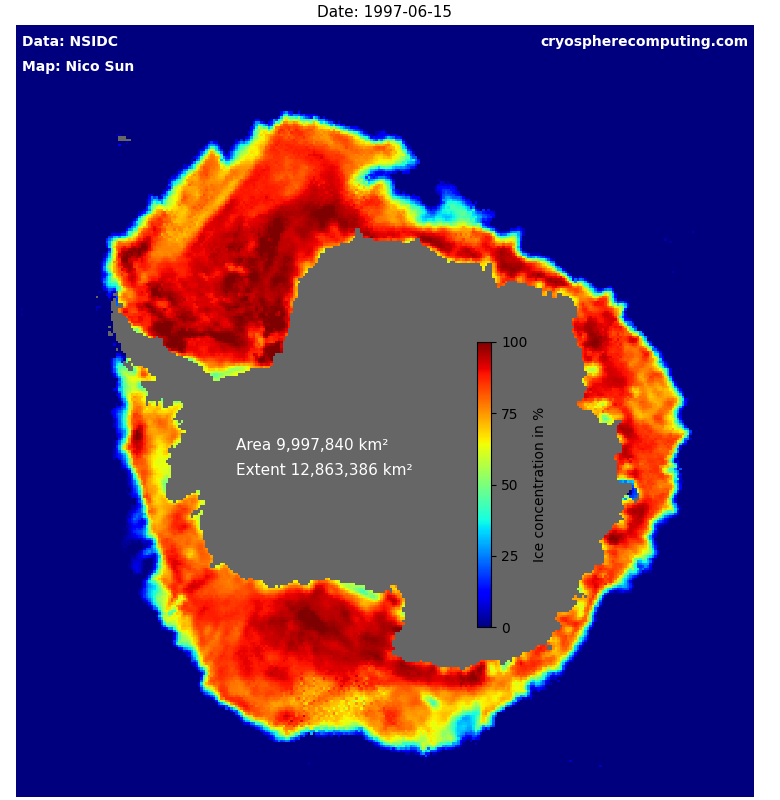 Date: 1997-06-15
Data: NSIDC
cryospherecomputing.com
Map: Nico Sun
100
75
50
25
0
Ice concentration in %
Area 9,997,840 km²
Extent 12,863,386 km²